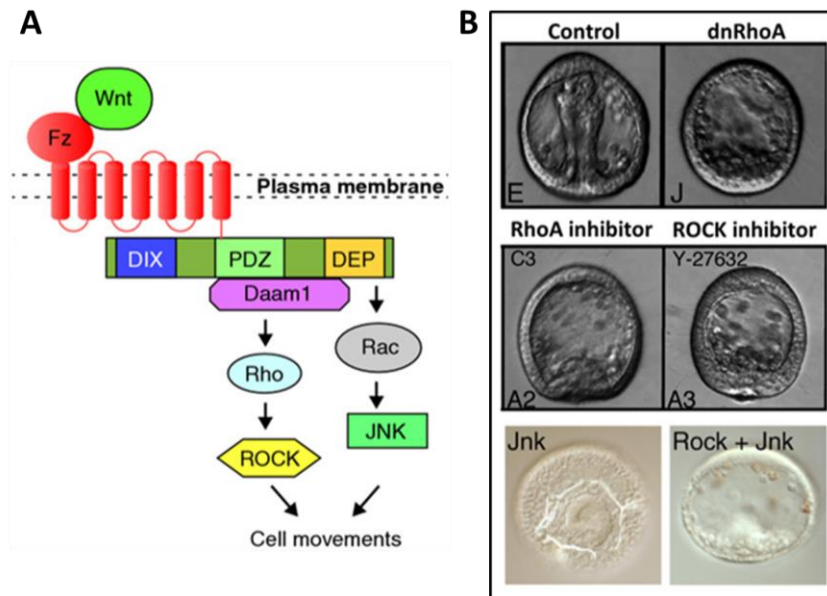 A
Wnt
Fz
Plasma membrane
DIX
PDZ
DEP
Daam1
Rho
Rac
ROCK
JNK
Cell movements
B
Control
dnRhoA
E
J
RhoA inhibitor
ROCK inhibitor
C3
Y-27632
A2
A3
Jnk
Rock + Jnk